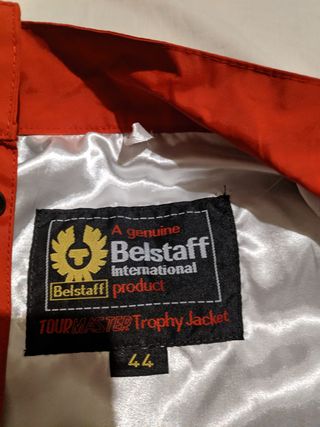 A genuine
Belstaff
International
product
Belstaff
TOURMASTER Trophy Jacket
44